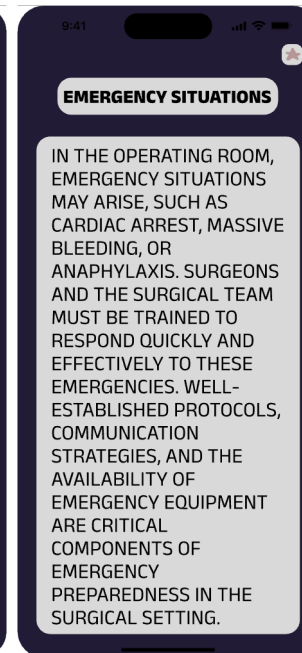 9:41
EMERGENCY SITUATIONS
IN THE OPERATING ROOM,
EMERGENCY SITUATIONS
MAY ARISE, SUCH AS
CARDIAC ARREST, MASSIVE
BLEEDING, OR
ANAPHYLAXIS. SURGEONS
AND THE SURGICAL TEAM
MUST BE TRAINED TO
RESPOND QUICKLY AND
EFFECTIVELY TO THESE
EMERGENCIES. WELL-
ESTABLISHED PROTOCOLS,
COMMUNICATION
STRATEGIES, AND THE
AVAILABILITY OF
EMERGENCY EQUIPMENT
ARE CRITICAL
COMPONENTS OF
EMERGENCY
PREPAREDNESS IN THE
SURGICAL SETTING.